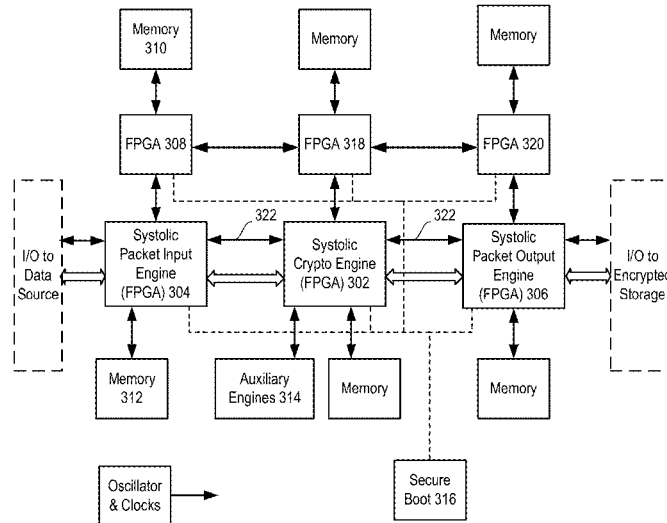 Memory
310
Memory
Memory
FPGA 308
FPGA 318
FPGA 320
322
322
I/O to
Data
Source
Systolic
Packet Input
Engine
(FPGA) 304
Systolic
Crypto Engine
(FPGA) 302
Systolic
Packet Output
Engine
(FPGA) 306
I/O to
Encrypted
Storage
Memory
312
Auxiliary
Engines 314
Memory
Memory
Oscillator
& Clocks
Secure
Boot 316